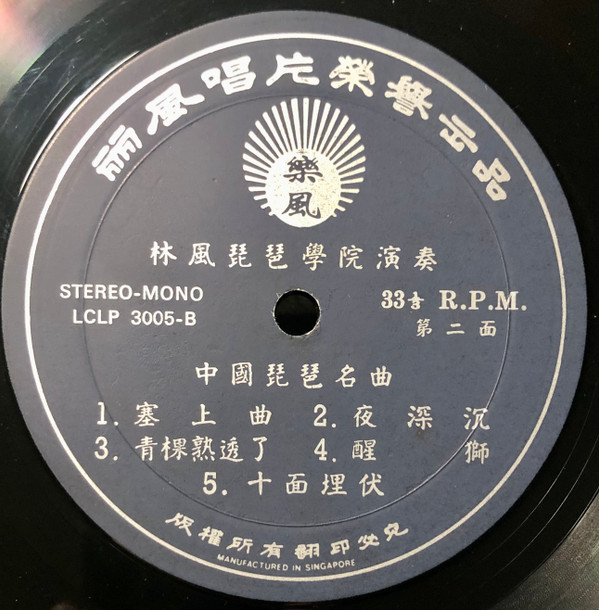 丽風唱片榮譽出品
樂風
林風琵琶學院演奏
STEREO-MONO
LCLP 3005-B
33⅓ R.P.M.
第二面
中國琵琶名曲
1. 塞上曲 2. 夜深沉
3. 青棵熟透了 4. 醒獅
5. 十面埋伏
版權所有翻印必究
MANUFACTURED IN SINGAPORE